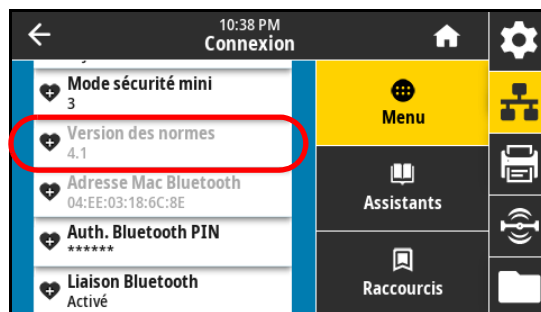 10:38 PM
Connexion
Mode sécurité mini
3
Version des normes
4.1
Adresse Mac Bluetooth
04:EE:03:18:6C:8E
Auth. Bluetooth PIN
******
Liaison Bluetooth
Activé
Menu
Assistants
Raccourcis